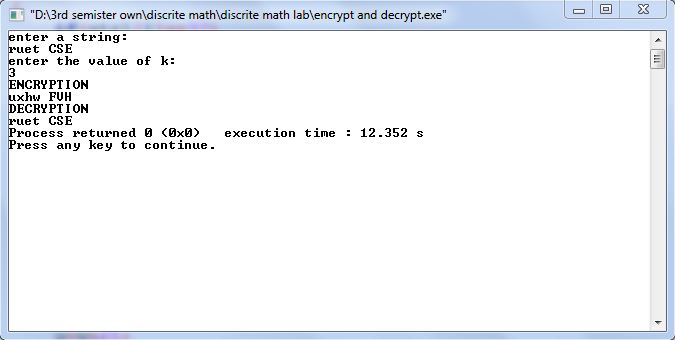 "D:\3rd semister own\discrite math\discrite math lab\encrypt and decrypt.exe"
enter a string:
ruet CSE
enter the value of k:
3
ENCRYPTION
uxhw FVH
DECRYPTION
ruet CSE
Process returned 0 (0x0)   execution time : 12.352 s
Press any key to continue.